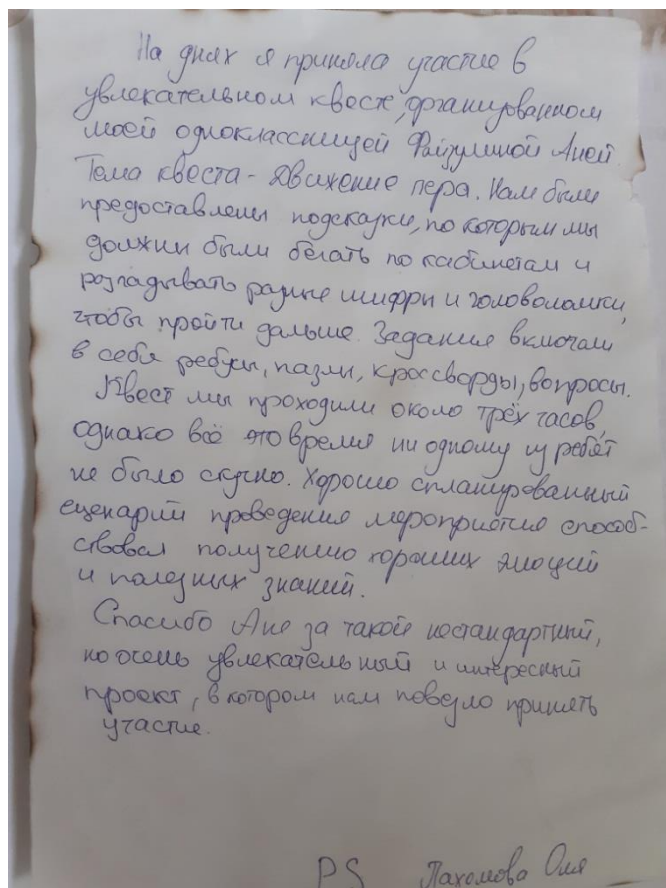 На днях я приняла участие в
увлекательном квесте, организованном
моей одноклассницей Файзулиной Аней.
Тема квеста - Движение пера. Нам были
предоставлены подсказки, по которым мы
должны были бегать по кабинетам и
разгадывать разные шифры и головоломки,
чтобы пройти дальше. Задания включали
в себя ребусы, пазлы, кроссворды, вопросы.
Квест мы проходили около трёх часов,
однако всё это время ни одному из ребят
не было скучно. Хорошо спланированный
сценарий проведения мероприятия способ-
ствовал получению хороших эмоций
и полезных знаний.
Спасибо Ане за такой нестандартный,
но очень увлекательный и интересный
проект, в котором нам повезло принять
участие.
PS Пахомова Оля